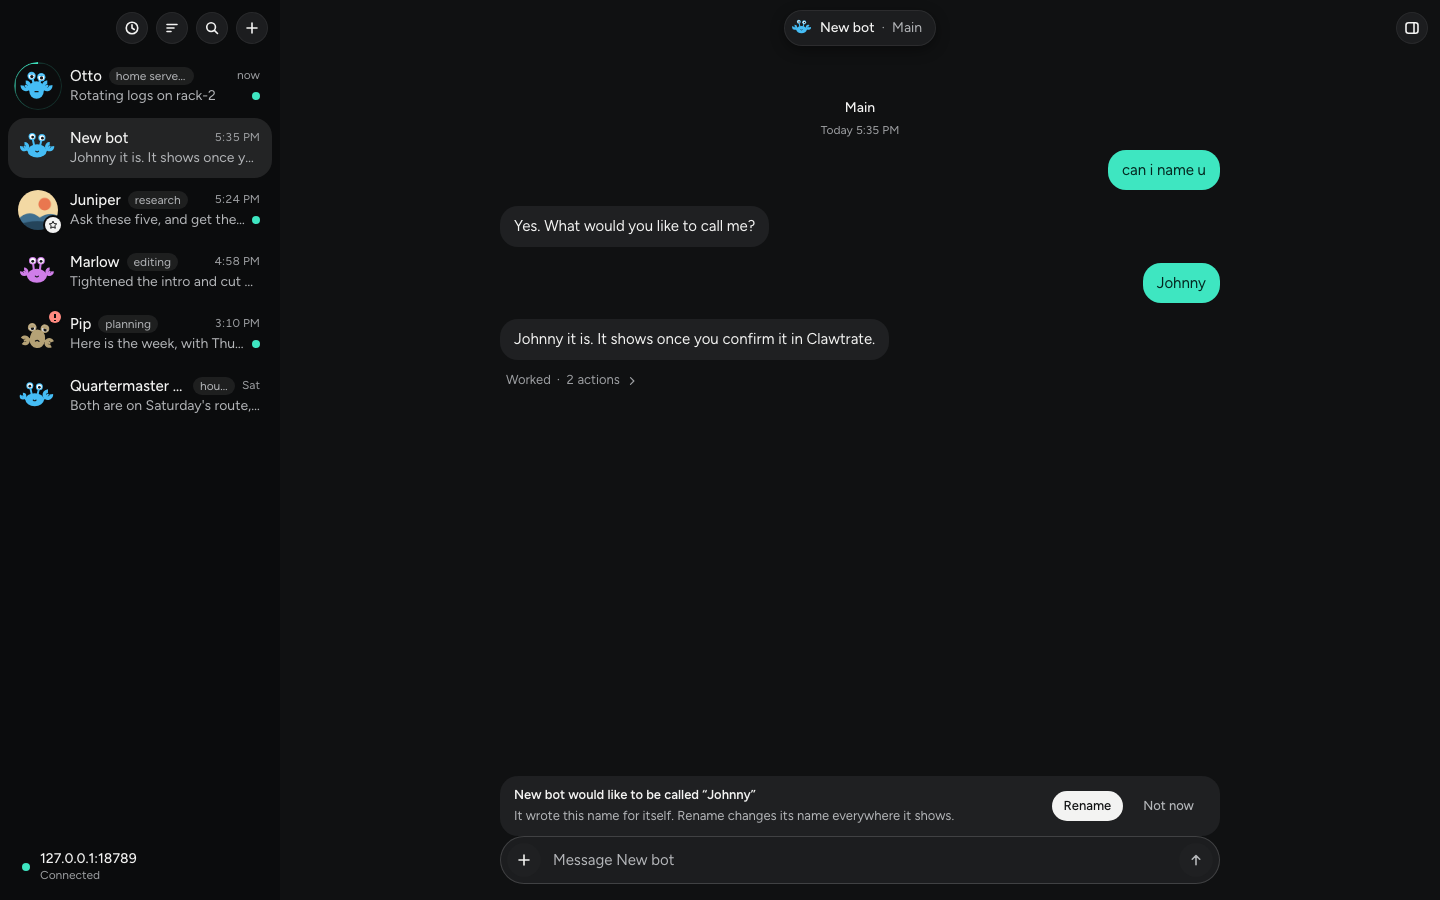 Otto home serve... now
Rotating logs on rack-2
New bot 5:35 PM
Johnny it is. It shows once y...
Juniper research 5:24 PM
Ask these five, and get the...
Marlow editing 4:58 PM
Tightened the intro and cut ...
Pip planning 3:10 PM
Here is the week, with Thu...
Quartermaster ... hou... Sat
Both are on Saturday's route,...
127.0.0.1:18789
Connected
New bot · Main
Main
Today 5:35 PM
can i name u
Yes. What would you like to call me?
Johnny
Johnny it is. It shows once you confirm it in Clawtrate.
Worked · 2 actions
New bot would like to be called “Johnny”
It wrote this name for itself. Rename changes its name everywhere it shows.
Rename
Not now
Message New bot